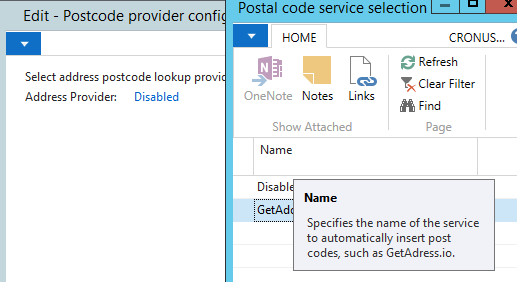 Edit - Postcode provider config
Select address postcode lookup provid
Address Provider: Disabled
Postal code service selection
HOME
CRONUS...
OneNote
Notes
Links
Refresh
Clear Filter
Find
Show Attached
Page
Name
Disable
GetAdd
Name
Specifies the name of the service
to automatically insert post
codes, such as GetAdress.io.